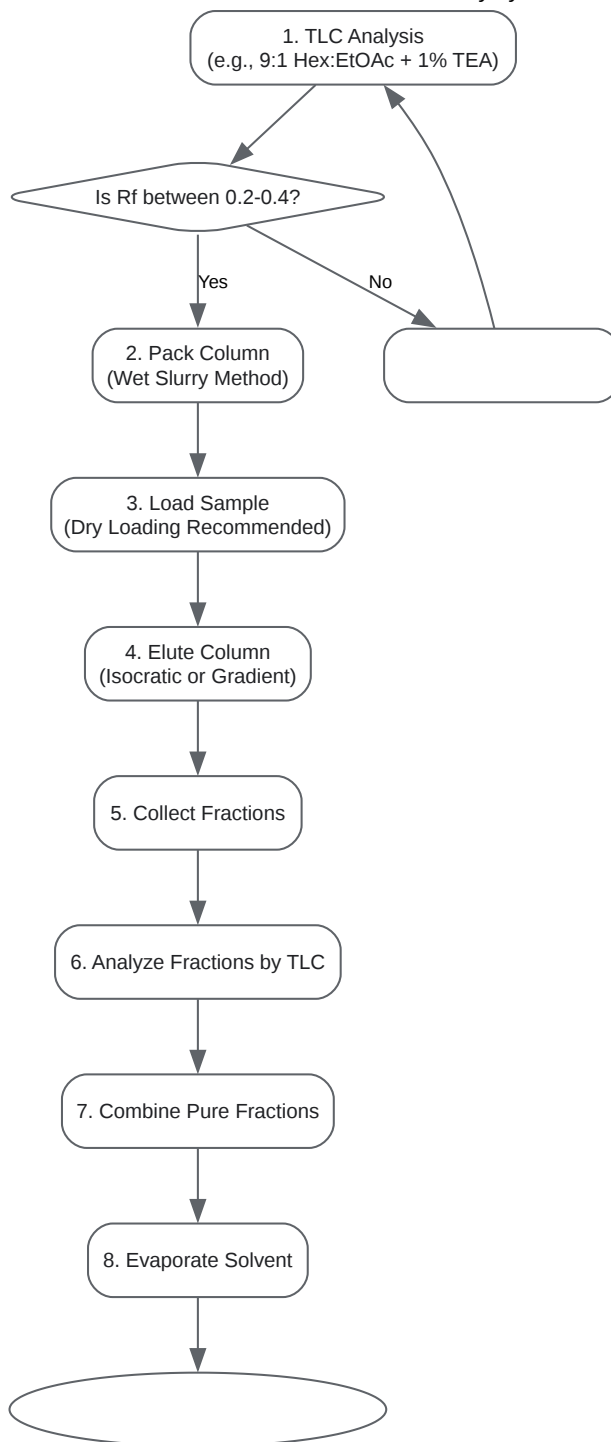 1. TLC Analysis
(e.g., 9:1 Hex:EtOAc + 1% TEA)
Is Rf between 0.2-0.4?
Yes
No
2. Pack Column
(Wet Slurry Method)
3. Load Sample
(Dry Loading Recommended)
4. Elute Column
(Isocratic or Gradient)
5. Collect Fractions
6. Analyze Fractions by TLC
7. Combine Pure Fractions
8. Evaporate Solvent